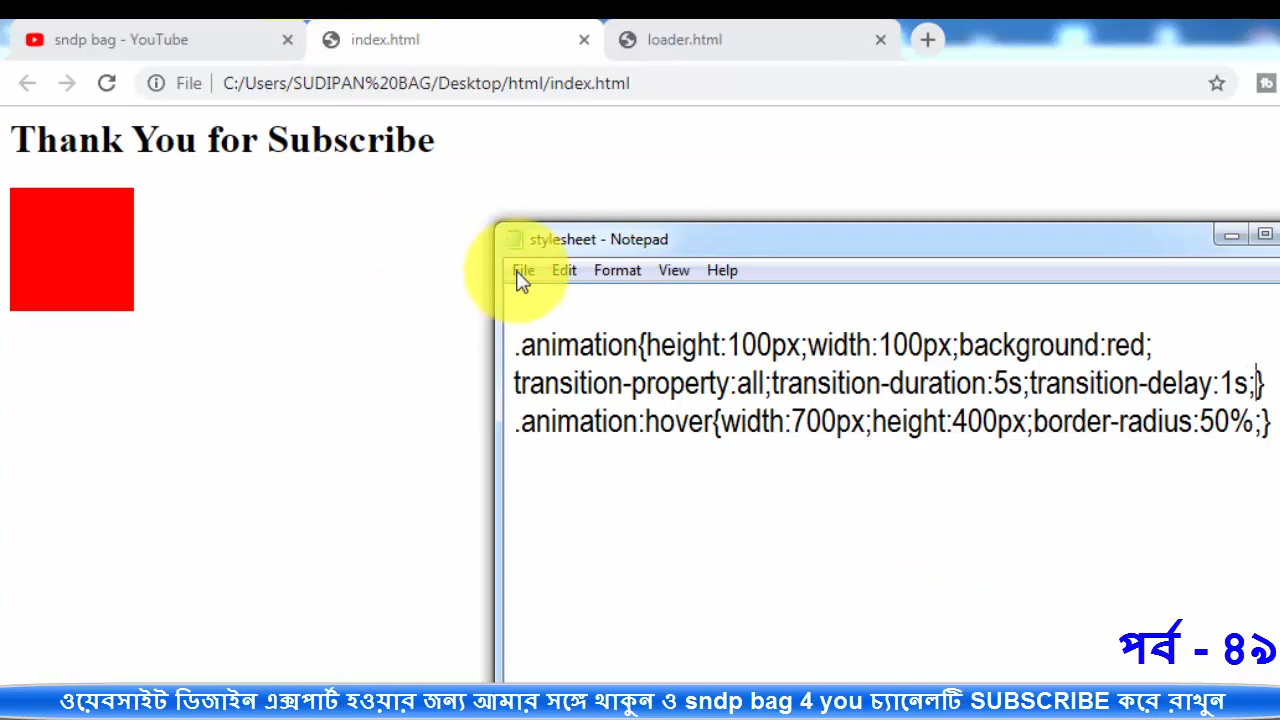 sndp bag - YouTube
index.html
loader.html
File
C:/Users/SUDIPAN%20BAG/Desktop/html/index.html
Thank You for Subscribe
stylesheet - Notepad
File Edit Format View Help
.animation{height:100px;width:100px;background:red;
transition-property:all;transition-duration:5s;transition-delay:1s;}
.animation:hover{width:700px;height:400px;border-radius:50%;}
পর্ব - ৪৯
ওয়েবসাইট ডিজাইন এক্সপার্ট হওয়ার জন্য আমার সঙ্গে থাকুন ও sndp bag 4 you চ্যানেলটি SUBSCRIBE করে রাখুন